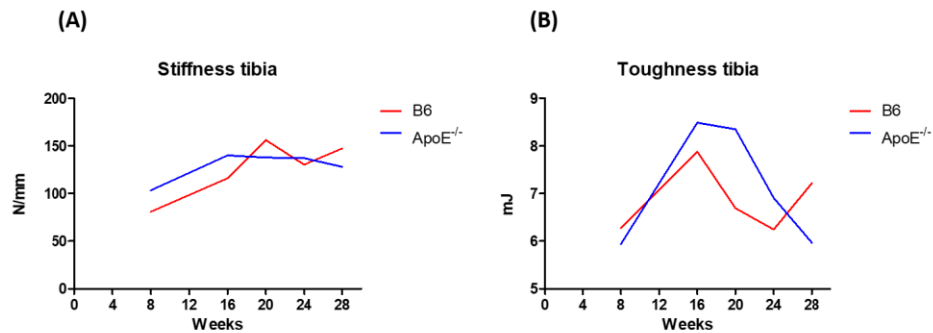 (A)
Stiffness tibia
200
150
100
50
0
N/mm
0 4 8 12 16 20 24 28
Weeks
B6
ApoE-/-
(B)
Toughness tibia
9
8
7
6
5
mJ
0 4 8 12 16 20 24 28
Weeks
B6
ApoE-/-